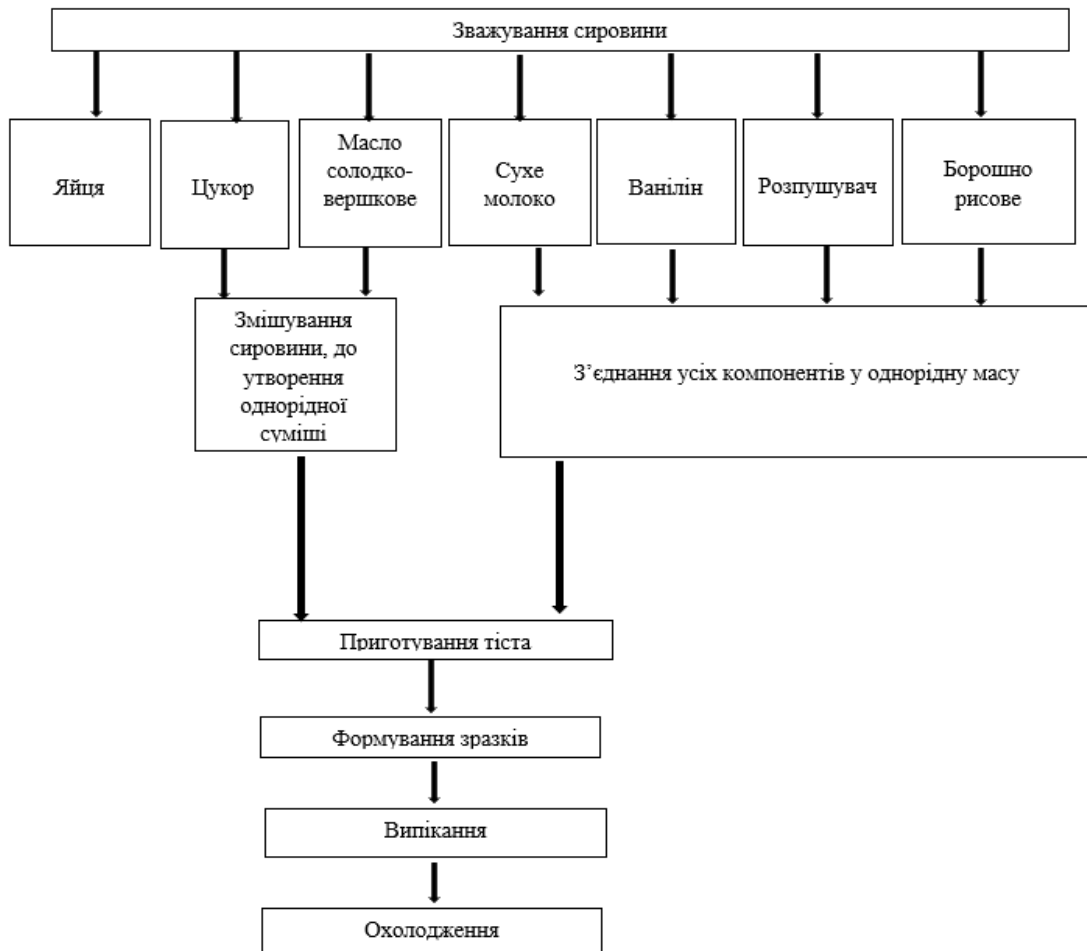 Зважування сировини
Яйця
Цукор
Масло
солодко-
вершкове
Сухе
молоко
Ванілін
Розпушувач
Борошно
рисове
Змішування
сировини, до
утворення
однорідної
суміші
З’єднання усіх компонентів у однорідну масу
Приготування тіста
Формування зразків
Випікання
Охолодження